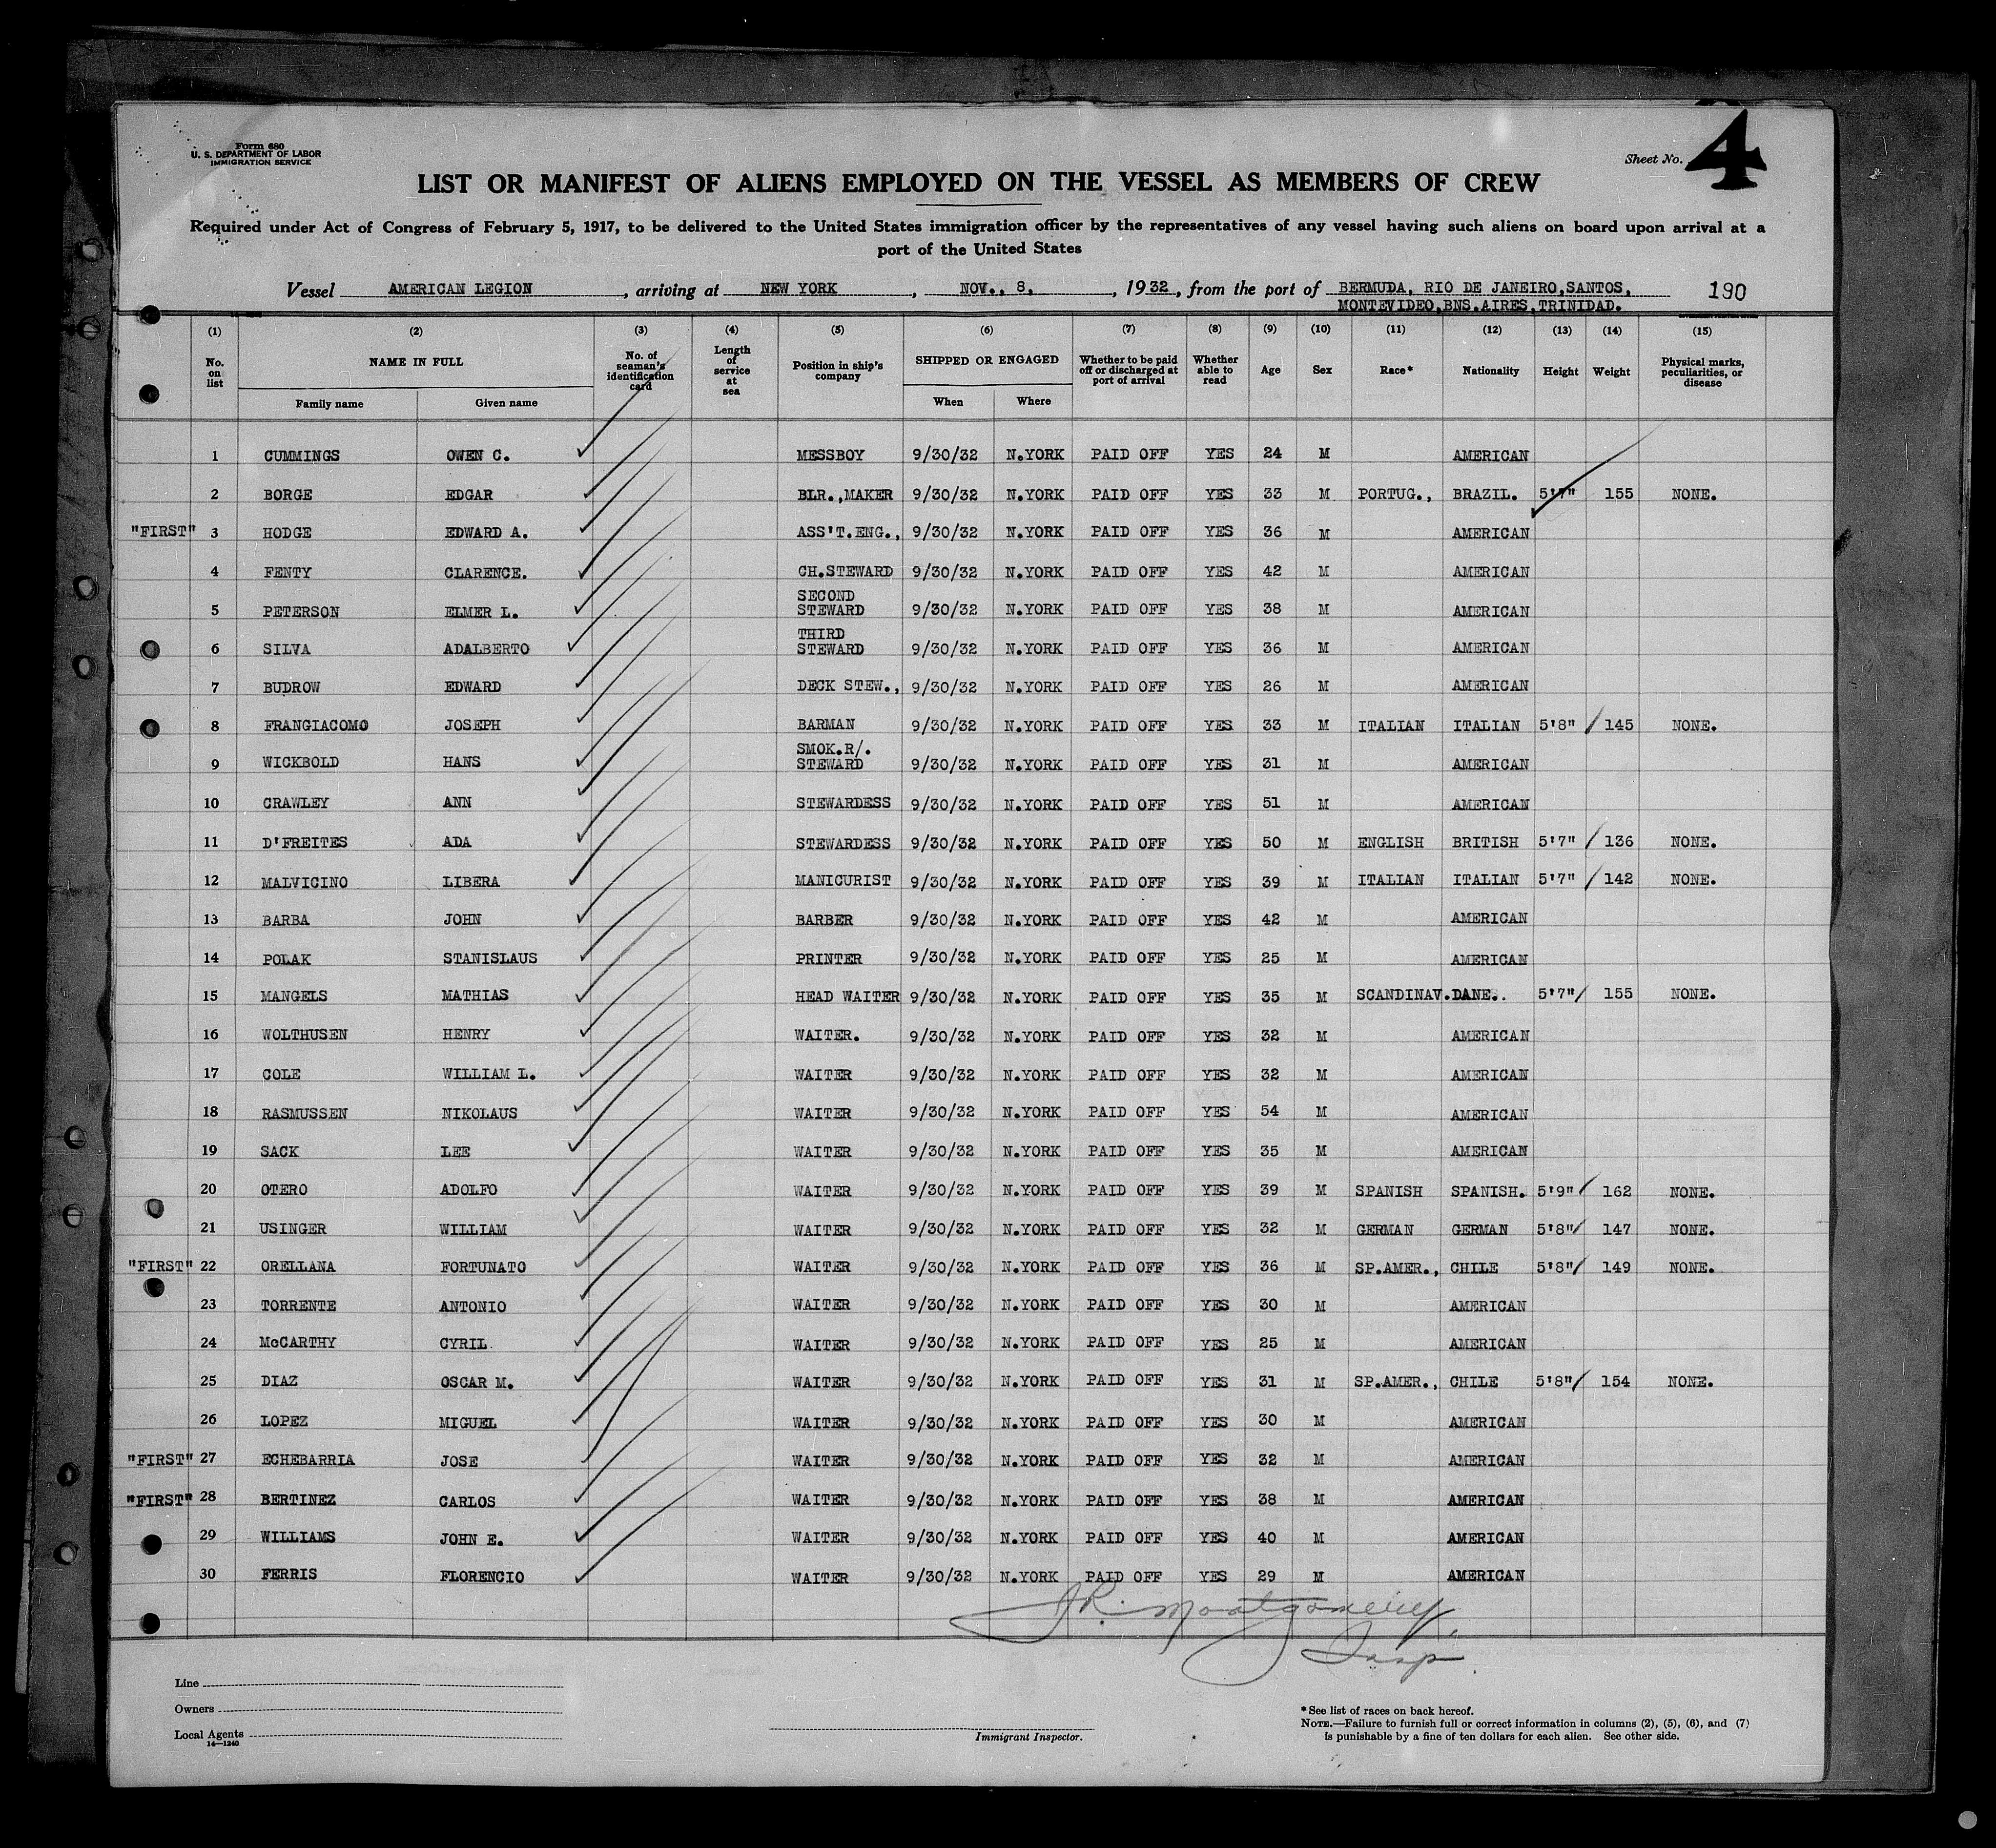 Form 680
U. S. DEPARTMENT OF LABOR
IMMIGRATION SERVICE
Sheet No. 4
LIST OR MANIFEST OF ALIENS EMPLOYED ON THE VESSEL AS MEMBERS OF CREW
Required under Act of Congress of February 5, 1917, to be delivered to the United States immigration officer by the representatives of any vessel having such aliens on board upon arrival at a
port of the United States
Vessel AMERICAN LEGION, arriving at NEW YORK, NOV., 8, 1932, from the port of BERMUDA, RIO DE JANEIRO,SANTOS, 190
MONTEVIDEO,BNS.AIRES,TRINIDAD.
(1) (2) (3) (4) (5) (6) (7) (8) (9) (10) (11) (12) (13) (14) (15)
No. on list NAME IN FULL No. of seaman's identification card Length of service at sea Position in ship's company SHIPPED OR ENGAGED Whether to be paid off or discharged at port of arrival Whether able to read Age Sex Race* Nationality Height Weight Physical marks, peculiarities, or disease
Family name Given name When Where
1 CUMMINGS OWEN C. MESSBOY 9/30/32 N.YORK PAID OFF YES 24 M AMERICAN
2 BORGE EDGAR BLR.,MAKER 9/30/32 N.YORK PAID OFF YES 33 M PORTUG., BRAZIL. 5'7" 155 NONE.
"FIRST" 3 HODGE EDWARD A. ASS'T.ENG., 9/30/32 N.YORK PAID OFF YES 36 M AMERICAN
4 FENTY CLARENCE. CH.STEWARD 9/30/32 N.YORK PAID OFF YES 42 M AMERICAN
5 PETERSON ELMER L. SECOND STEWARD 9/30/32 N.YORK PAID OFF YES 38 M AMERICAN
6 SILVA ADALBERTO THIRD STEWARD 9/30/32 N.YORK PAID OFF YES 36 M AMERICAN
7 BUDROW EDWARD DECK STEW., 9/30/32 N.YORK PAID OFF YES 26 M AMERICAN
8 FRANGIACOMO JOSEPH BARMAN 9/30/32 N.YORK PAID OFF YES 33 M ITALIAN ITALIAN 5'8" 145 NONE.
9 WICKBOLD HANS SMOK.R/. STEWARD 9/30/32 N.YORK PAID OFF YES 31 M AMERICAN
10 CRAWLEY ANN STEWARDESS 9/30/32 N.YORK PAID OFF YES 51 M AMERICAN
11 D'FREITES ADA STEWARDESS 9/30/32 N.YORK PAID OFF YES 50 M ENGLISH BRITISH 5'7" 136 NONE.
12 MALVICINO LIBERA MANICURIST 9/30/32 N.YORK PAID OFF YES 39 M ITALIAN ITALIAN 5'7" 142 NONE.
13 BARBA JOHN BARBER 9/30/32 N.YORK PAID OFF YES 42 M AMERICAN
14 POLAK STANISLAUS PRINTER 9/30/32 N.YORK PAID OFF YES 25 M AMERICAN
15 MANGELS MATHIAS HEAD WAITER 9/30/32 N.YORK PAID OFF YES 35 M SCANDINAV.DANE.. 5'7" 155 NONE.
16 WOLTHUSEN HENRY WAITER. 9/30/32 N.YORK PAID OFF YES 32 M AMERICAN
17 COLE WILLIAM L. WAITER 9/30/32 N.YORK PAID OFF YES 32 M AMERICAN
18 RASMUSSEN NIKOLAUS WAITER 9/30/32 N.YORK PAID OFF YES 54 M AMERICAN
19 SACK LEE WAITER 9/30/32 N.YORK PAID OFF YES 35 M AMERICAN
20 OTERO ADOLFO WAITER 9/30/32 N.YORK PAID OFF YES 39 M SPANISH SPANISH. 5'9" 162 NONE.
21 USINGER WILLIAM WAITER 9/30/32 N.YORK PAID OFF YES 32 M GERMAN GERMAN 5'8" 147 NONE.
"FIRST" 22 ORELLANA FORTUNATO WAITER 9/30/32 N.YORK PAID OFF YES 36 M SP.AMER., CHILE 5'8" 149 NONE.
23 TORRENTE ANTONIO WAITER 9/30/32 N.YORK PAID OFF YES 30 M AMERICAN
24 McCARTHY CYRIL WAITER 9/30/32 N.YORK PAID OFF YES 25 M AMERICAN
25 DIAZ OSCAR M. WAITER 9/30/32 N.YORK PAID OFF YES 31 M SP.AMER., CHILE 5'8" 154 NONE.
26 LOPEZ MIGUEL WAITER 9/30/32 N.YORK PAID OFF YES 30 M AMERICAN
"FIRST" 27 ECHEBARRIA JOSE WAITER 9/30/32 N.YORK PAID OFF YES 32 M AMERICAN
"FIRST" 28 BERTINEZ CARLOS WAITER 9/30/32 N.YORK PAID OFF YES 38 M AMERICAN
29 WILLIAMS JOHN E. WAITER 9/30/32 N.YORK PAID OFF YES 40 M AMERICAN
30 FERRIS FLORENCIO WAITER 9/30/32 N.YORK PAID OFF YES 29 M AMERICAN
J R. Montgomery,
Insp.
Line
Owners
Local Agents
14—1240
Immigrant Inspector.
* See list of races on back hereof.
NOTE.—Failure to furnish full or correct information in columns (2), (5), (6), and (7)
is punishable by a fine of ten dollars for each alien. See other side.